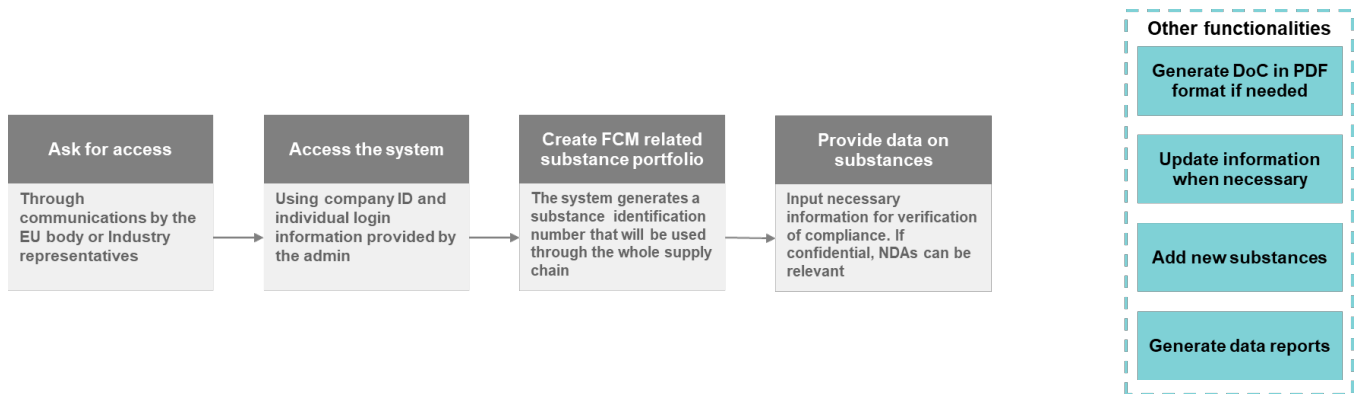 Ask for access
Through
communications by the
EU body or Industry
representatives
Access the system
Using company ID and
individual login
information provided by
the admin
Create FCM related
substance portfolio
The system generates a
substance identification
number that will be used
through the whole supply
chain
Provide data on
substances
Input necessary
information for verification
of compliance. If
confidential, NDAs can be
relevant
Other functionalities
Generate DoC in PDF
format if needed
Update information
when necessary
Add new substances
Generate data reports